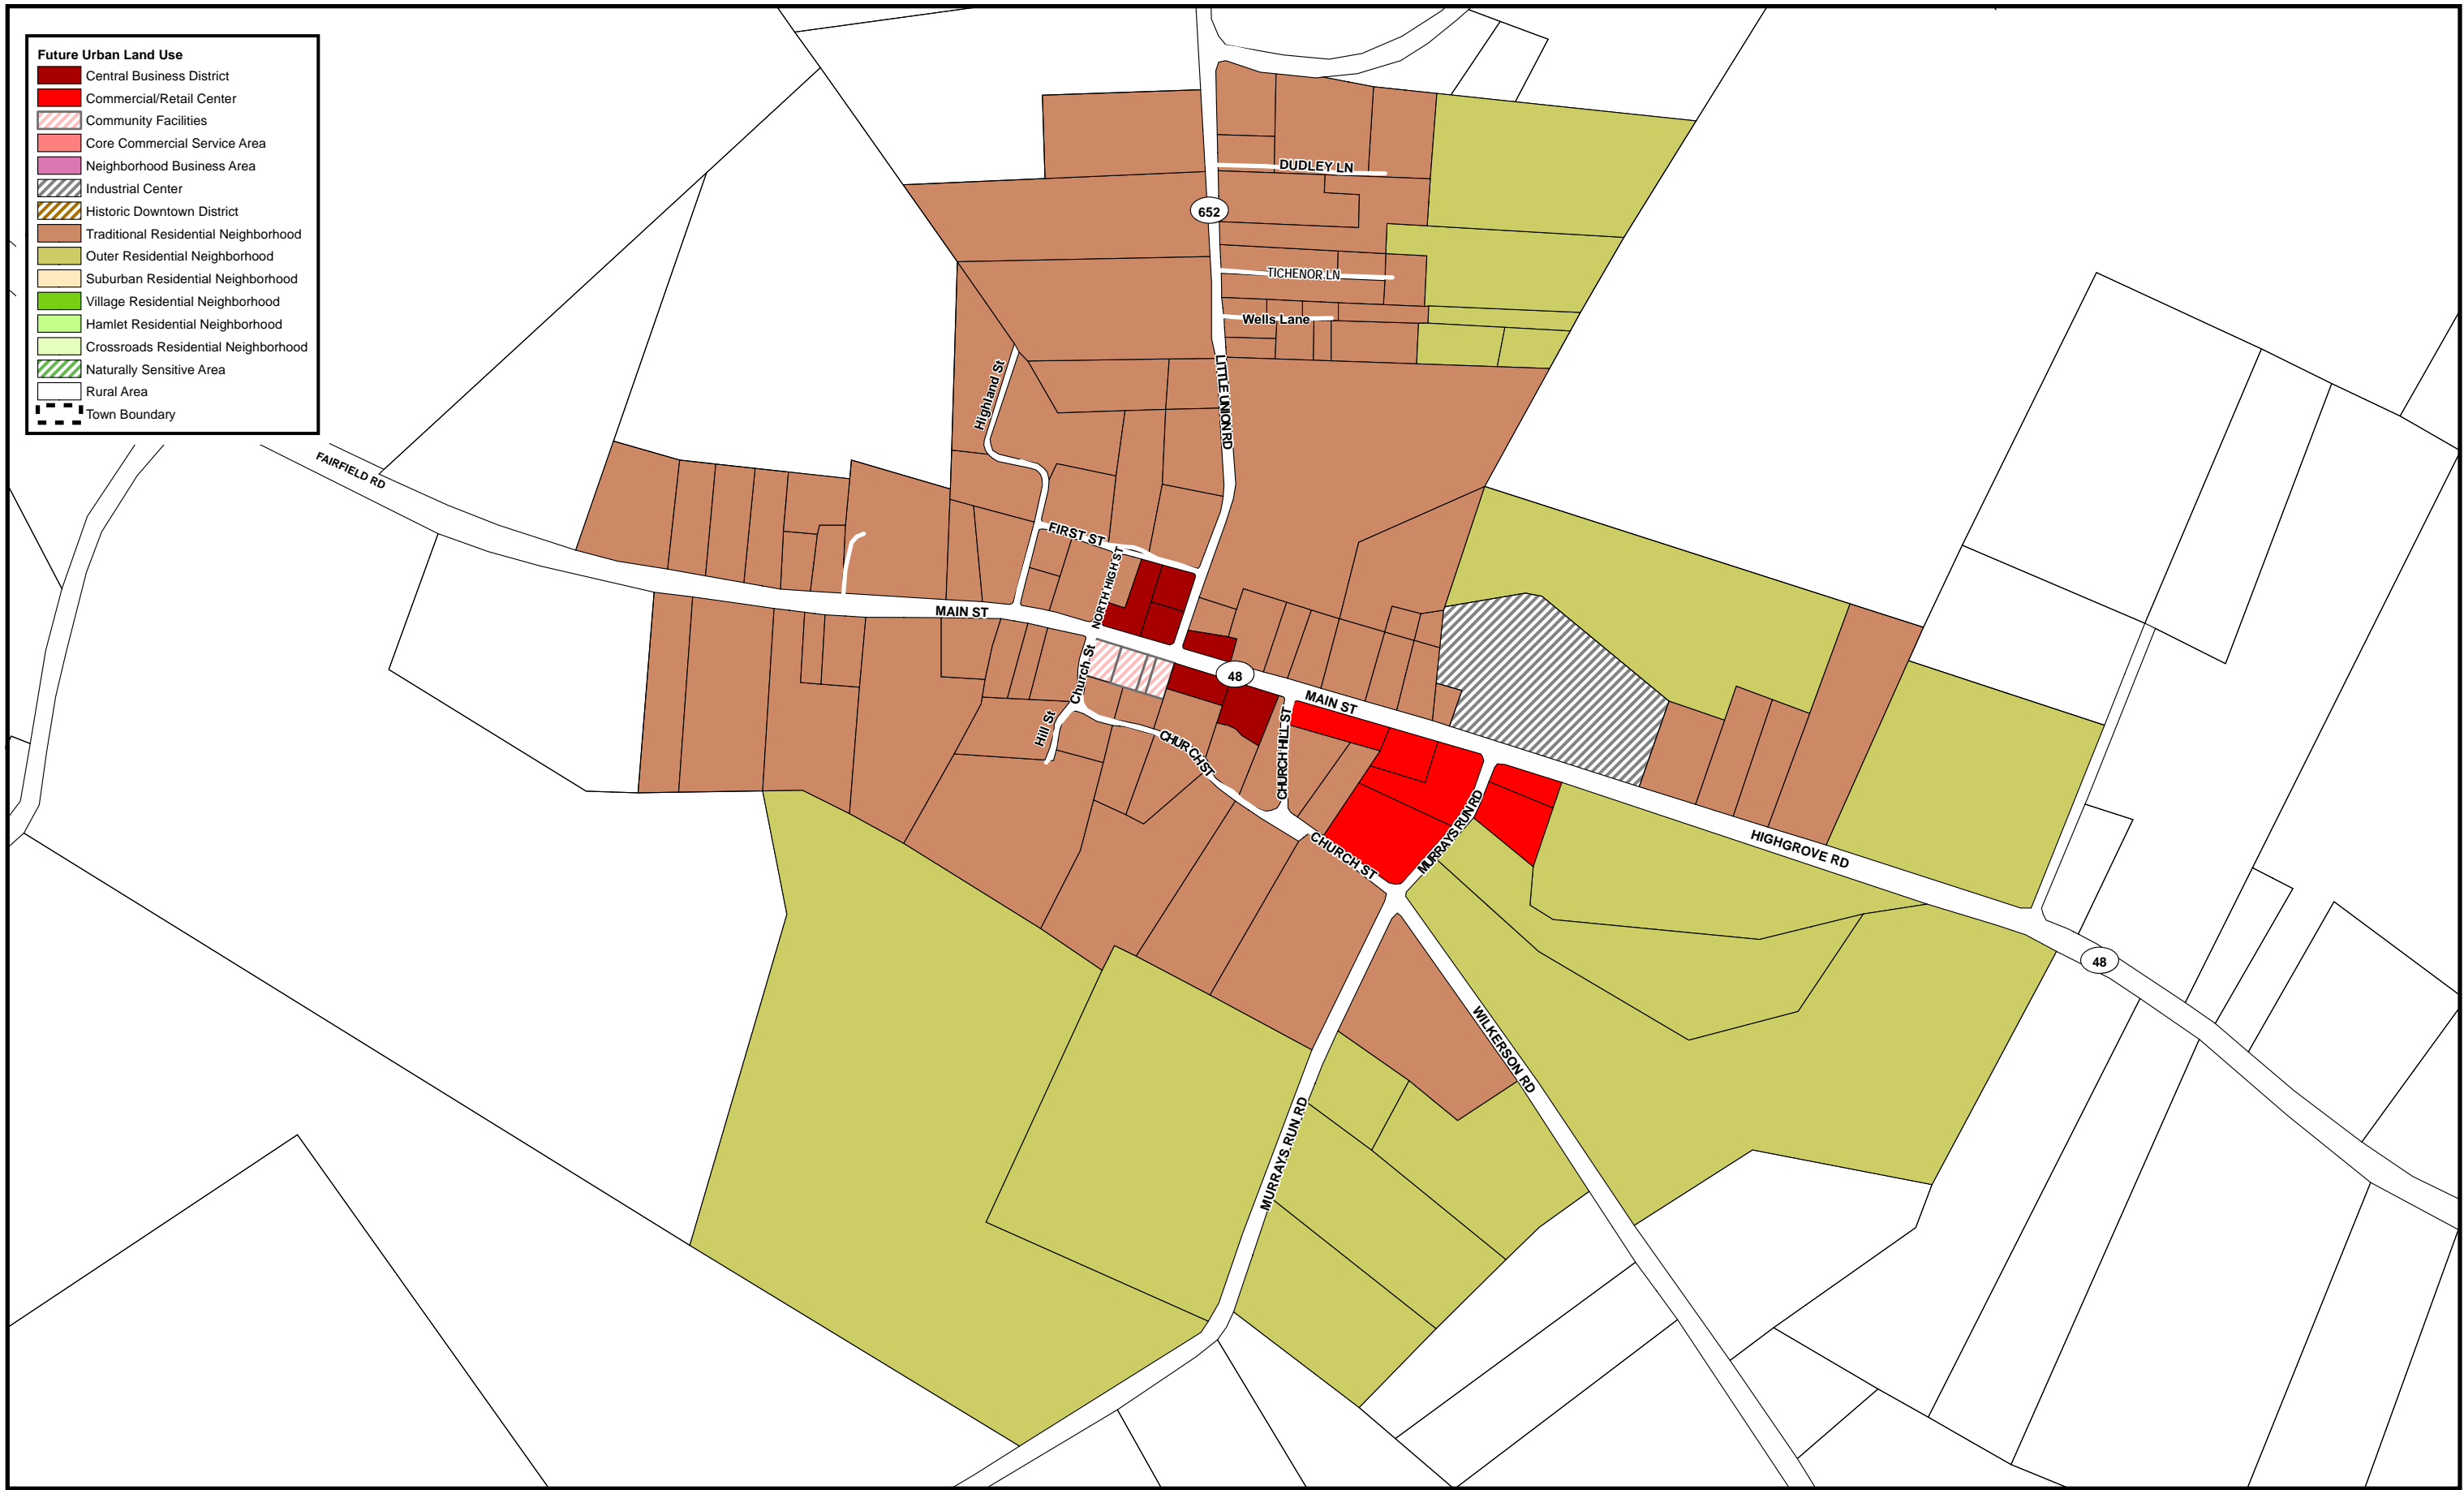 Future Urban Land Use
Central Business District
Commercial/Retail Center
Community Facilities
Core Commercial Service Area
Neighborhood Business Area
Industrial Center
Historic Downtown District
Traditional Residential Neighborhood
Outer Residential Neighborhood
Suburban Residential Neighborhood
Village Residential Neighborhood
Hamlet Residential Neighborhood
Crossroads Residential Neighborhood
Naturally Sensitive Area
Rural Area
Town Boundary
DUDLEY LN
652
TICHENOR LN
Wells Lane
LITTLE UNION RD
Highland St
FAIRFIELD RD
FIRST ST
NORTH HIGH ST
MAIN ST
Church St
48
MAIN ST
Hill St
CHURCH ST
CHURCH HILL ST
MURRAYS RUN RD
CHURCH ST
HIGHGROVE RD
48
WILKERSON RD
MURRAYS RUN RD